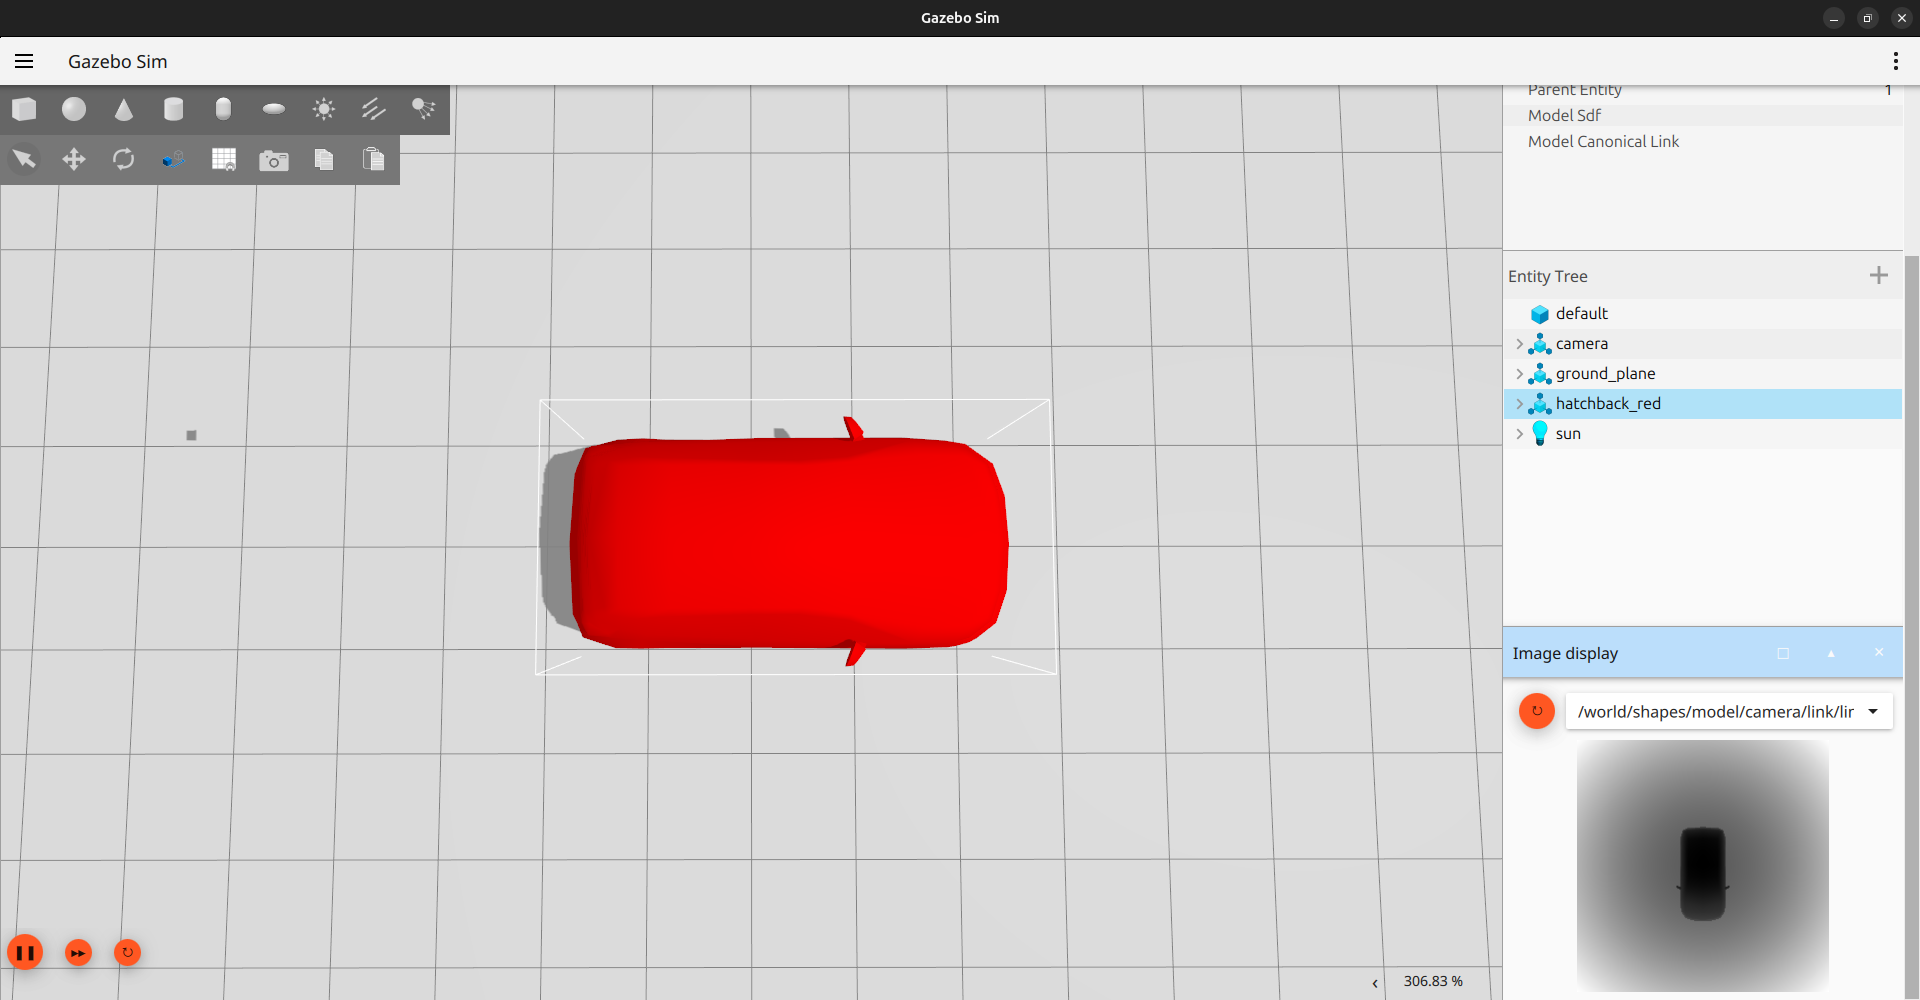 Gazebo Sim
Gazebo Sim
Parent Entity 1
Model Sdf
Model Canonical Link
Entity Tree
default
camera
ground_plane
hatchback_red
sun
Image display
/world/shapes/model/camera/link/lir
306.83 %